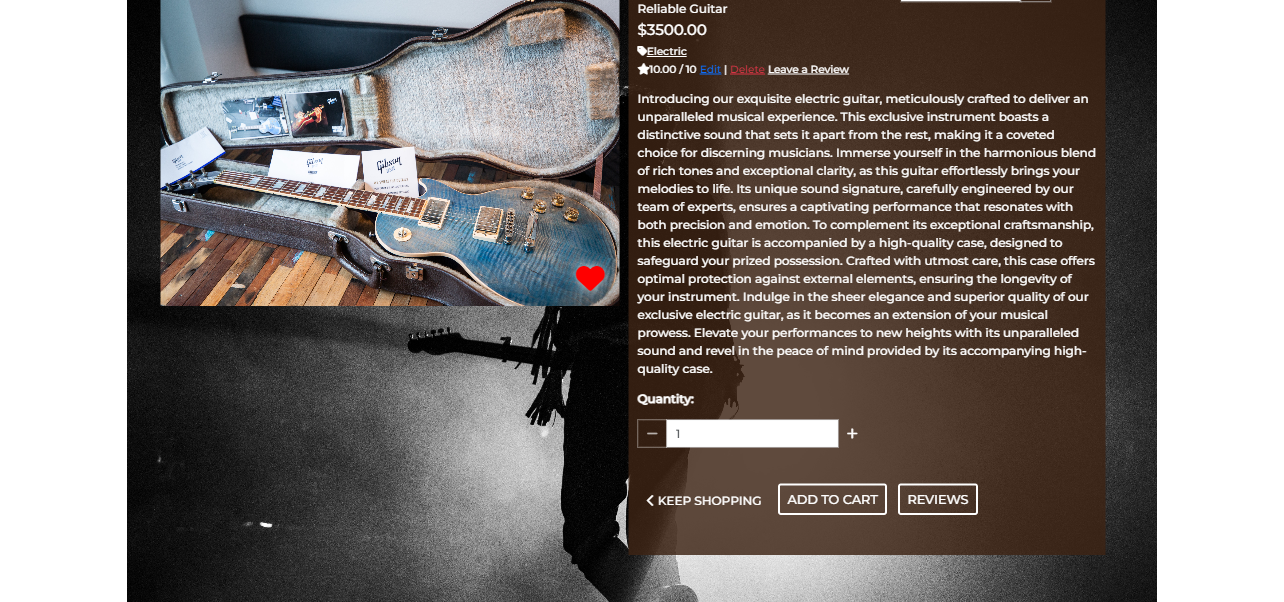 Reliable Guitar
$3500.00
Electric
10.00 / 10 Edit | Delete Leave a Review
Introducing our exquisite electric guitar, meticulously crafted to deliver an
unparalleled musical experience. This exclusive instrument boasts a
distinctive sound that sets it apart from the rest, making it a coveted
choice for discerning musicians. Immerse yourself in the harmonious blend
of rich tones and exceptional clarity, as this guitar effortlessly brings your
melodies to life. Its unique sound signature, carefully engineered by our
team of experts, ensures a captivating performance that resonates with
both precision and emotion. To complement its exceptional craftsmanship,
this electric guitar is accompanied by a high-quality case, designed to
safeguard your prized possession. Crafted with utmost care, this case offers
optimal protection against external elements, ensuring the longevity of
your instrument. Indulge in the sheer elegance and superior quality of our
exclusive electric guitar, as it becomes an extension of your musical
prowess. Elevate your performances to new heights with its unparalleled
sound and revel in the peace of mind provided by its accompanying high-
quality case.
Quantity:
− 1 +
KEEP SHOPPING ADD TO CART REVIEWS
Gibson
Gibson